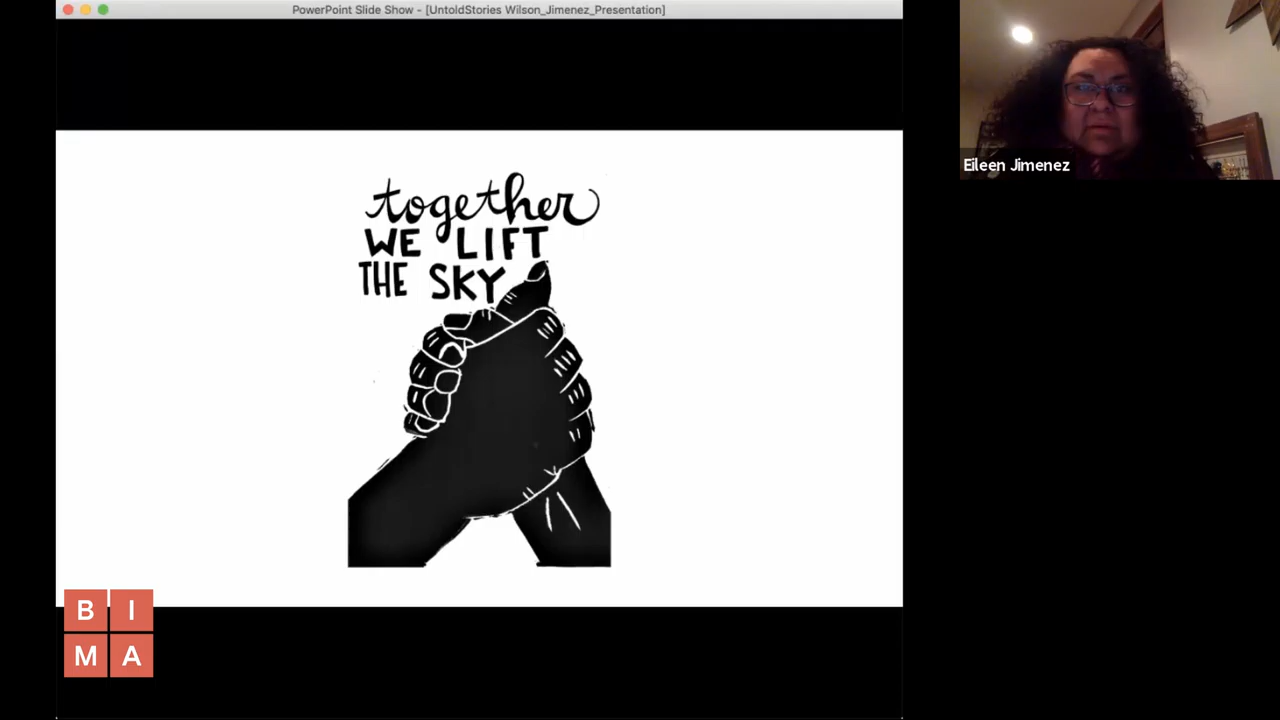 PowerPoint Slide Show - [UntoldStories Wilson_Jimenez_Presentation]
together
WE LIFT
THE SKY
Eileen Jimenez
B I
M A